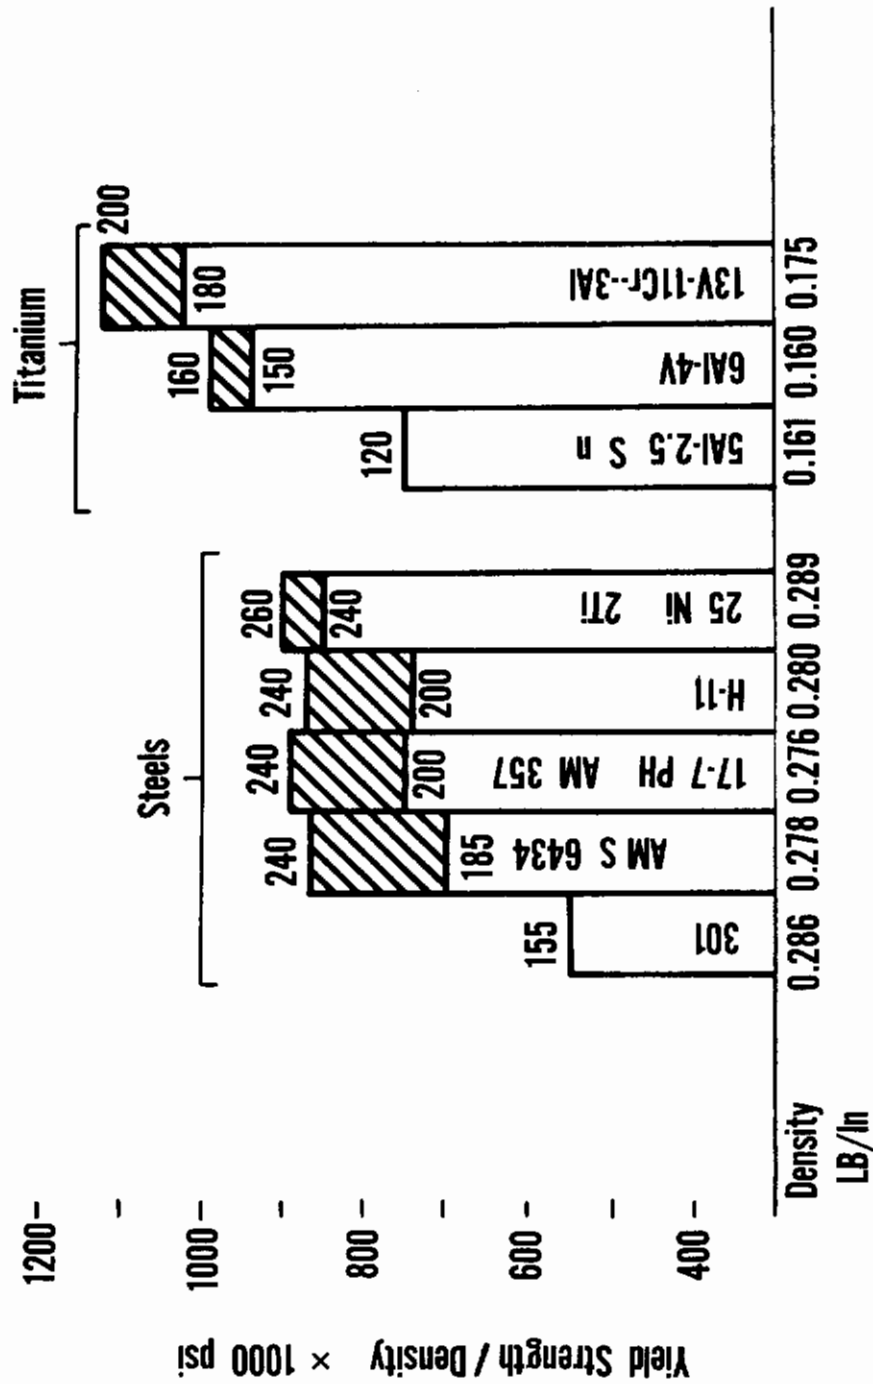 Titanium
Steels
200
180
160
150
120
260
240
240
200
240
200
240
185
155
1200
1000
800
600
400
Yield Strength / Density × 1000 psi
301
AM S 6434
17-7 PH AM 357
H-11
25 Ni 2Ti
5Al-2.5 S n
6Al-4V
13V-11Cr--3Al
Density 0.286 0.278 0.276 0.280 0.289 0.161 0.160 0.175
LB/In